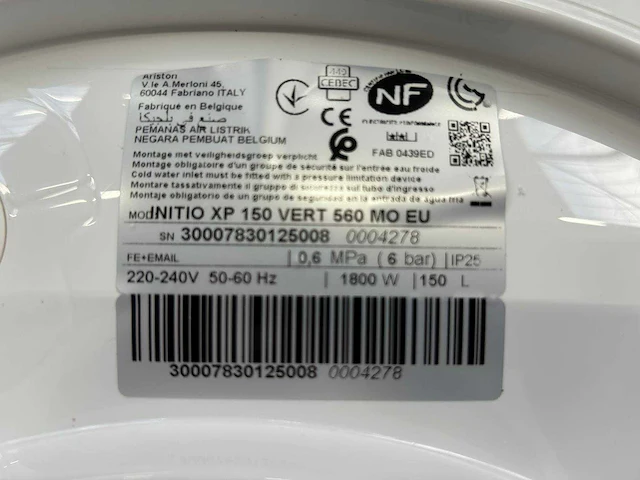 Ariston
V.le A.Merloni 45,
60044 Fabriano ITALY
Fabriqué en Belgique
صنع في بلجيكا
PEMANAS AIR LISTRIK
NEGARA PEMBUAT BELGIUM
CEBEC
CE
NF
ELECTRICITE PERFORMANCE
FAB 0439ED
Montage met veiligheidsgroep verplicht
Montage obligatoire d'un groupe de sécurité sur l'entrée eau froide
Cold water inlet must be fitted with a pressure limitation device
Montare tassativamente il gruppo di sicurezza sul tubo d'ingresso
Montaje obligatorio de un grupo de seguridad en la entrada de agua fria
MOD INITIO XP 150 VERT 560 MO EU
SN 30007830125008 0004278
FE+EMAIL | 0,6 MPa ( 6 bar) | IP25
220-240V 50-60 Hz | 1800 W | 150 L
30007830125008 0004278